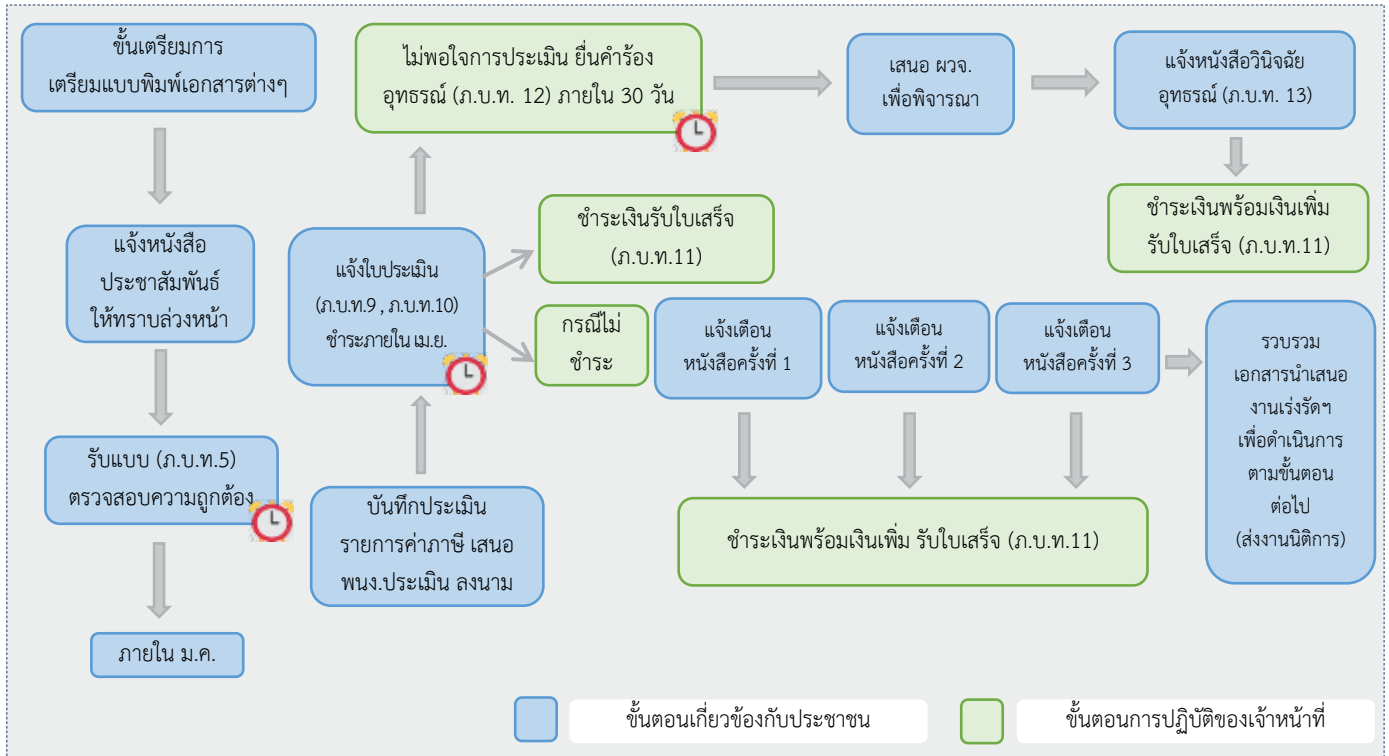 ขั้นเตรียมการ
เตรียมแบบพิมพ์เอกสารต่างๆ
แจ้งหนังสือ
ประชาสัมพันธ์
ให้ทราบล่วงหน้า
รับแบบ (ภ.บ.ท.5)
ตรวจสอบความถูกต้อง
ภายใน ม.ค.
บันทึกประเมิน
รายการค่าภาษี เสนอ
พนง.ประเมิน ลงนาม
แจ้งใบประเมิน
(ภ.บ.ท.9 , ภ.บ.ท.10)
ชำระภายใน เม.ย.
ไม่พอใจการประเมิน ยื่นคำร้อง
อุทธรณ์ (ภ.บ.ท. 12) ภายใน 30 วัน
เสนอ ผวจ.
เพื่อพิจารณา
แจ้งหนังสือวินิจฉัย
อุทธรณ์ (ภ.บ.ท. 13)
ชำระเงินพร้อมเงินเพิ่ม
รับใบเสร็จ (ภ.บ.ท.11)
ชำระเงินรับใบเสร็จ
(ภ.บ.ท.11)
กรณีไม่
ชำระ
แจ้งเตือน
หนังสือครั้งที่ 1
แจ้งเตือน
หนังสือครั้งที่ 2
แจ้งเตือน
หนังสือครั้งที่ 3
รวบรวม
เอกสารนำเสนอ
งานเร่งรัดฯ
เพื่อดำเนินการ
ตามขั้นตอน
ต่อไป
(ส่งงานนิติการ)
ชำระเงินพร้อมเงินเพิ่ม รับใบเสร็จ (ภ.บ.ท.11)
ขั้นตอนเกี่ยวข้องกับประชาชน
ขั้นตอนการปฏิบัติของเจ้าหน้าที่